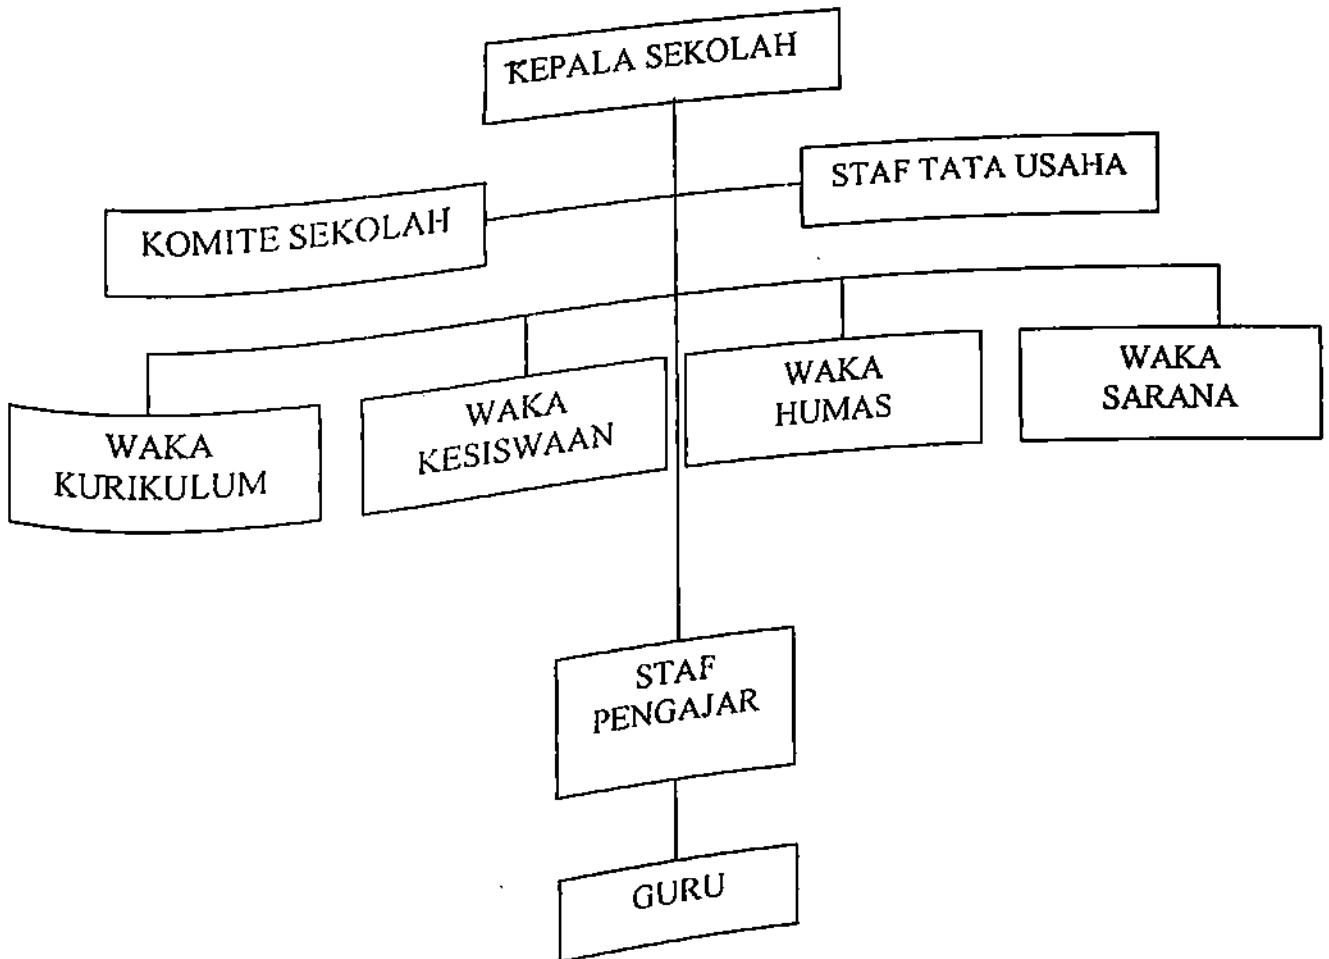 KEPALA SEKOLAH
STAF TATA USAHA
KOMITE SEKOLAH
WAKA
KURIKULUM
WAKA
KESISWAAN
WAKA
HUMAS
WAKA
SARANA
STAF
PENGAJAR
GURU